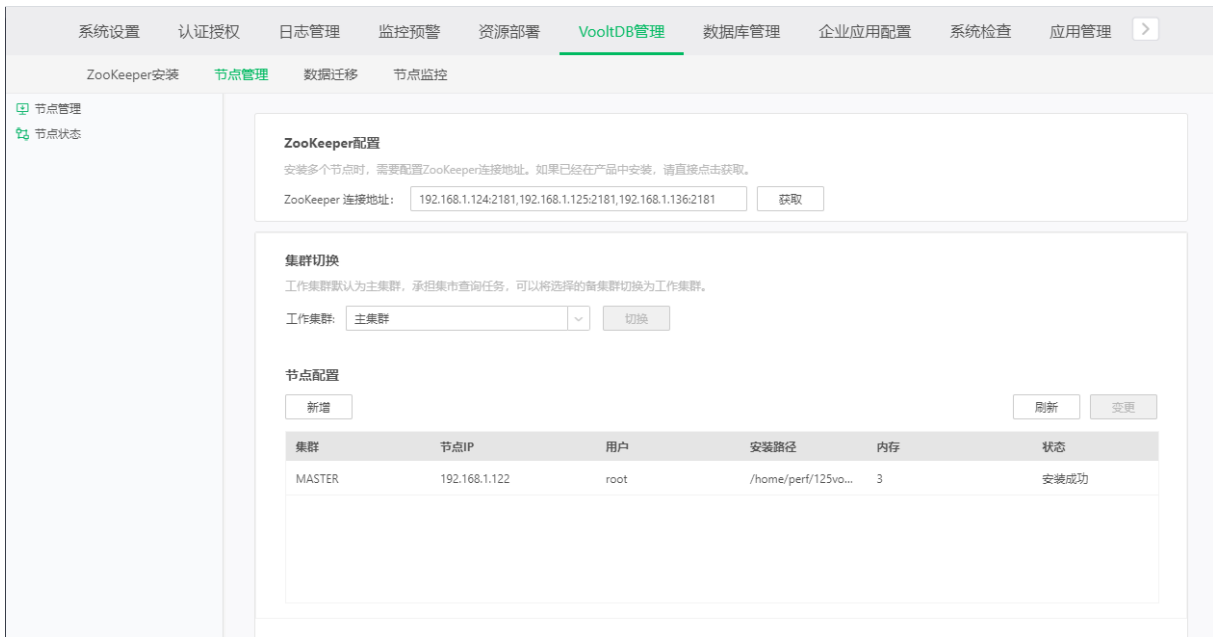 系统设置 认证授权 日志管理 监控预警 资源部署 VooltDB管理 数据库管理 企业应用配置 系统检查 应用管理
ZooKeeper安装 节点管理 数据迁移 节点监控
节点管理
节点状态
ZooKeeper配置
安装多个节点时，需要配置ZooKeeper连接地址。如果已经在产品中安装，请直接点击获取。
ZooKeeper 连接地址： 192.168.1.124:2181,192.168.1.125:2181,192.168.1.136:2181 获取
集群切换
工作集群默认为主集群，承担集市查询任务，可以将选择的备集群切换为工作集群。
工作集群: 主集群 切换
节点配置
新增 刷新 变更
集群 节点IP 用户 安装路径 内存 状态
MASTER 192.168.1.122 root /home/perf/125vo... 3 安装成功